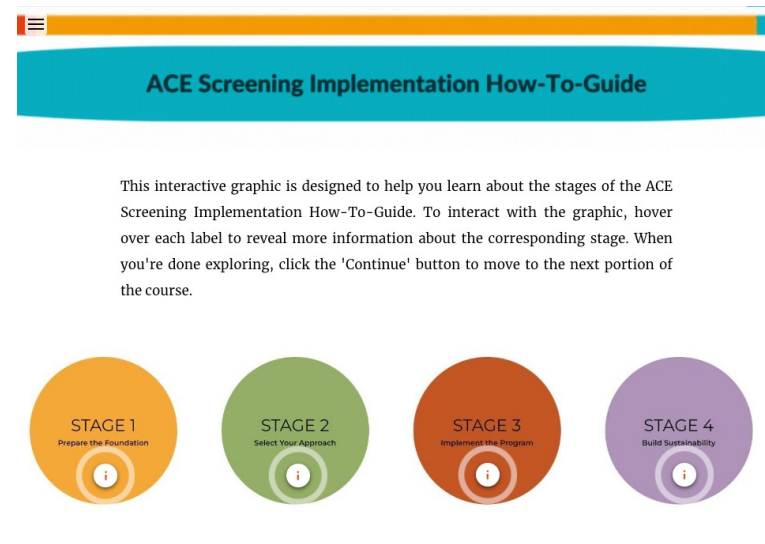 ACE Screening Implementation How-To-Guide
This interactive graphic is designed to help you learn about the stages of the ACE
Screening Implementation How-To-Guide. To interact with the graphic, hover
over each label to reveal more information about the corresponding stage. When
you're done exploring, click the 'Continue' button to move to the next portion of
the course.
STAGE 1
Prepare the Foundation
i
STAGE 2
Select Your Approach
i
STAGE 3
Implement the Program
i
STAGE 4
Build Sustainability
i